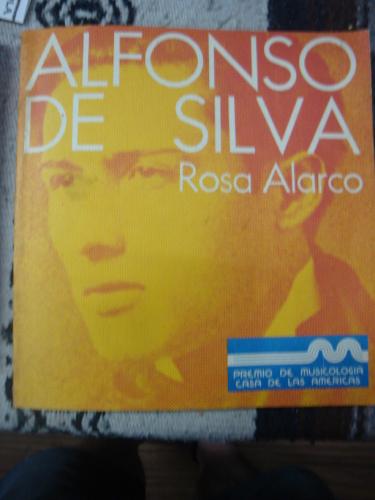 ALFONSO
DE SILVA
Rosa Alarco
PREMIO DE MUSICOLOGIA
CASA DE LAS AMERICAS